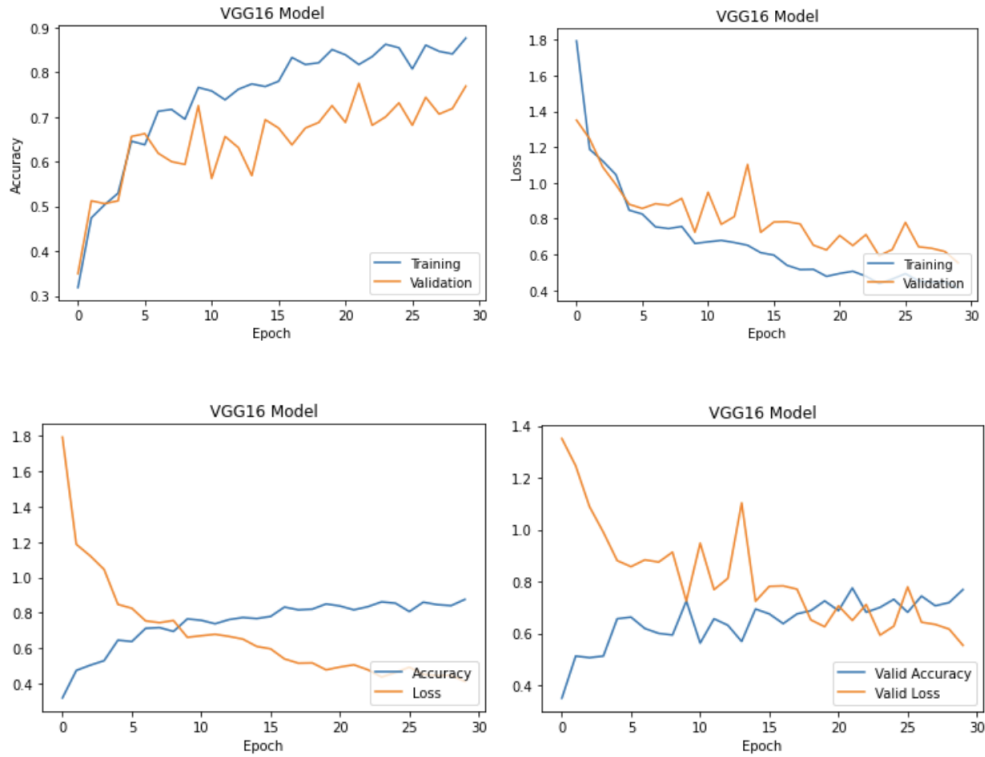 VGG16 Model
0.9
0.8
0.7
0.6
0.5
0.4
0.3
Accuracy
Training
Validation
0 5 10 15 20 25 30
Epoch
VGG16 Model
1.8
1.6
1.4
1.2
1.0
0.8
0.6
0.4
Loss
Training
Validation
0 5 10 15 20 25 30
Epoch
VGG16 Model
1.8
1.6
1.4
1.2
1.0
0.8
0.6
0.4
Accuracy
Loss
0 5 10 15 20 25 30
Epoch
VGG16 Model
1.4
1.2
1.0
0.8
0.6
0.4
Valid Accuracy
Valid Loss
0 5 10 15 20 25 30
Epoch